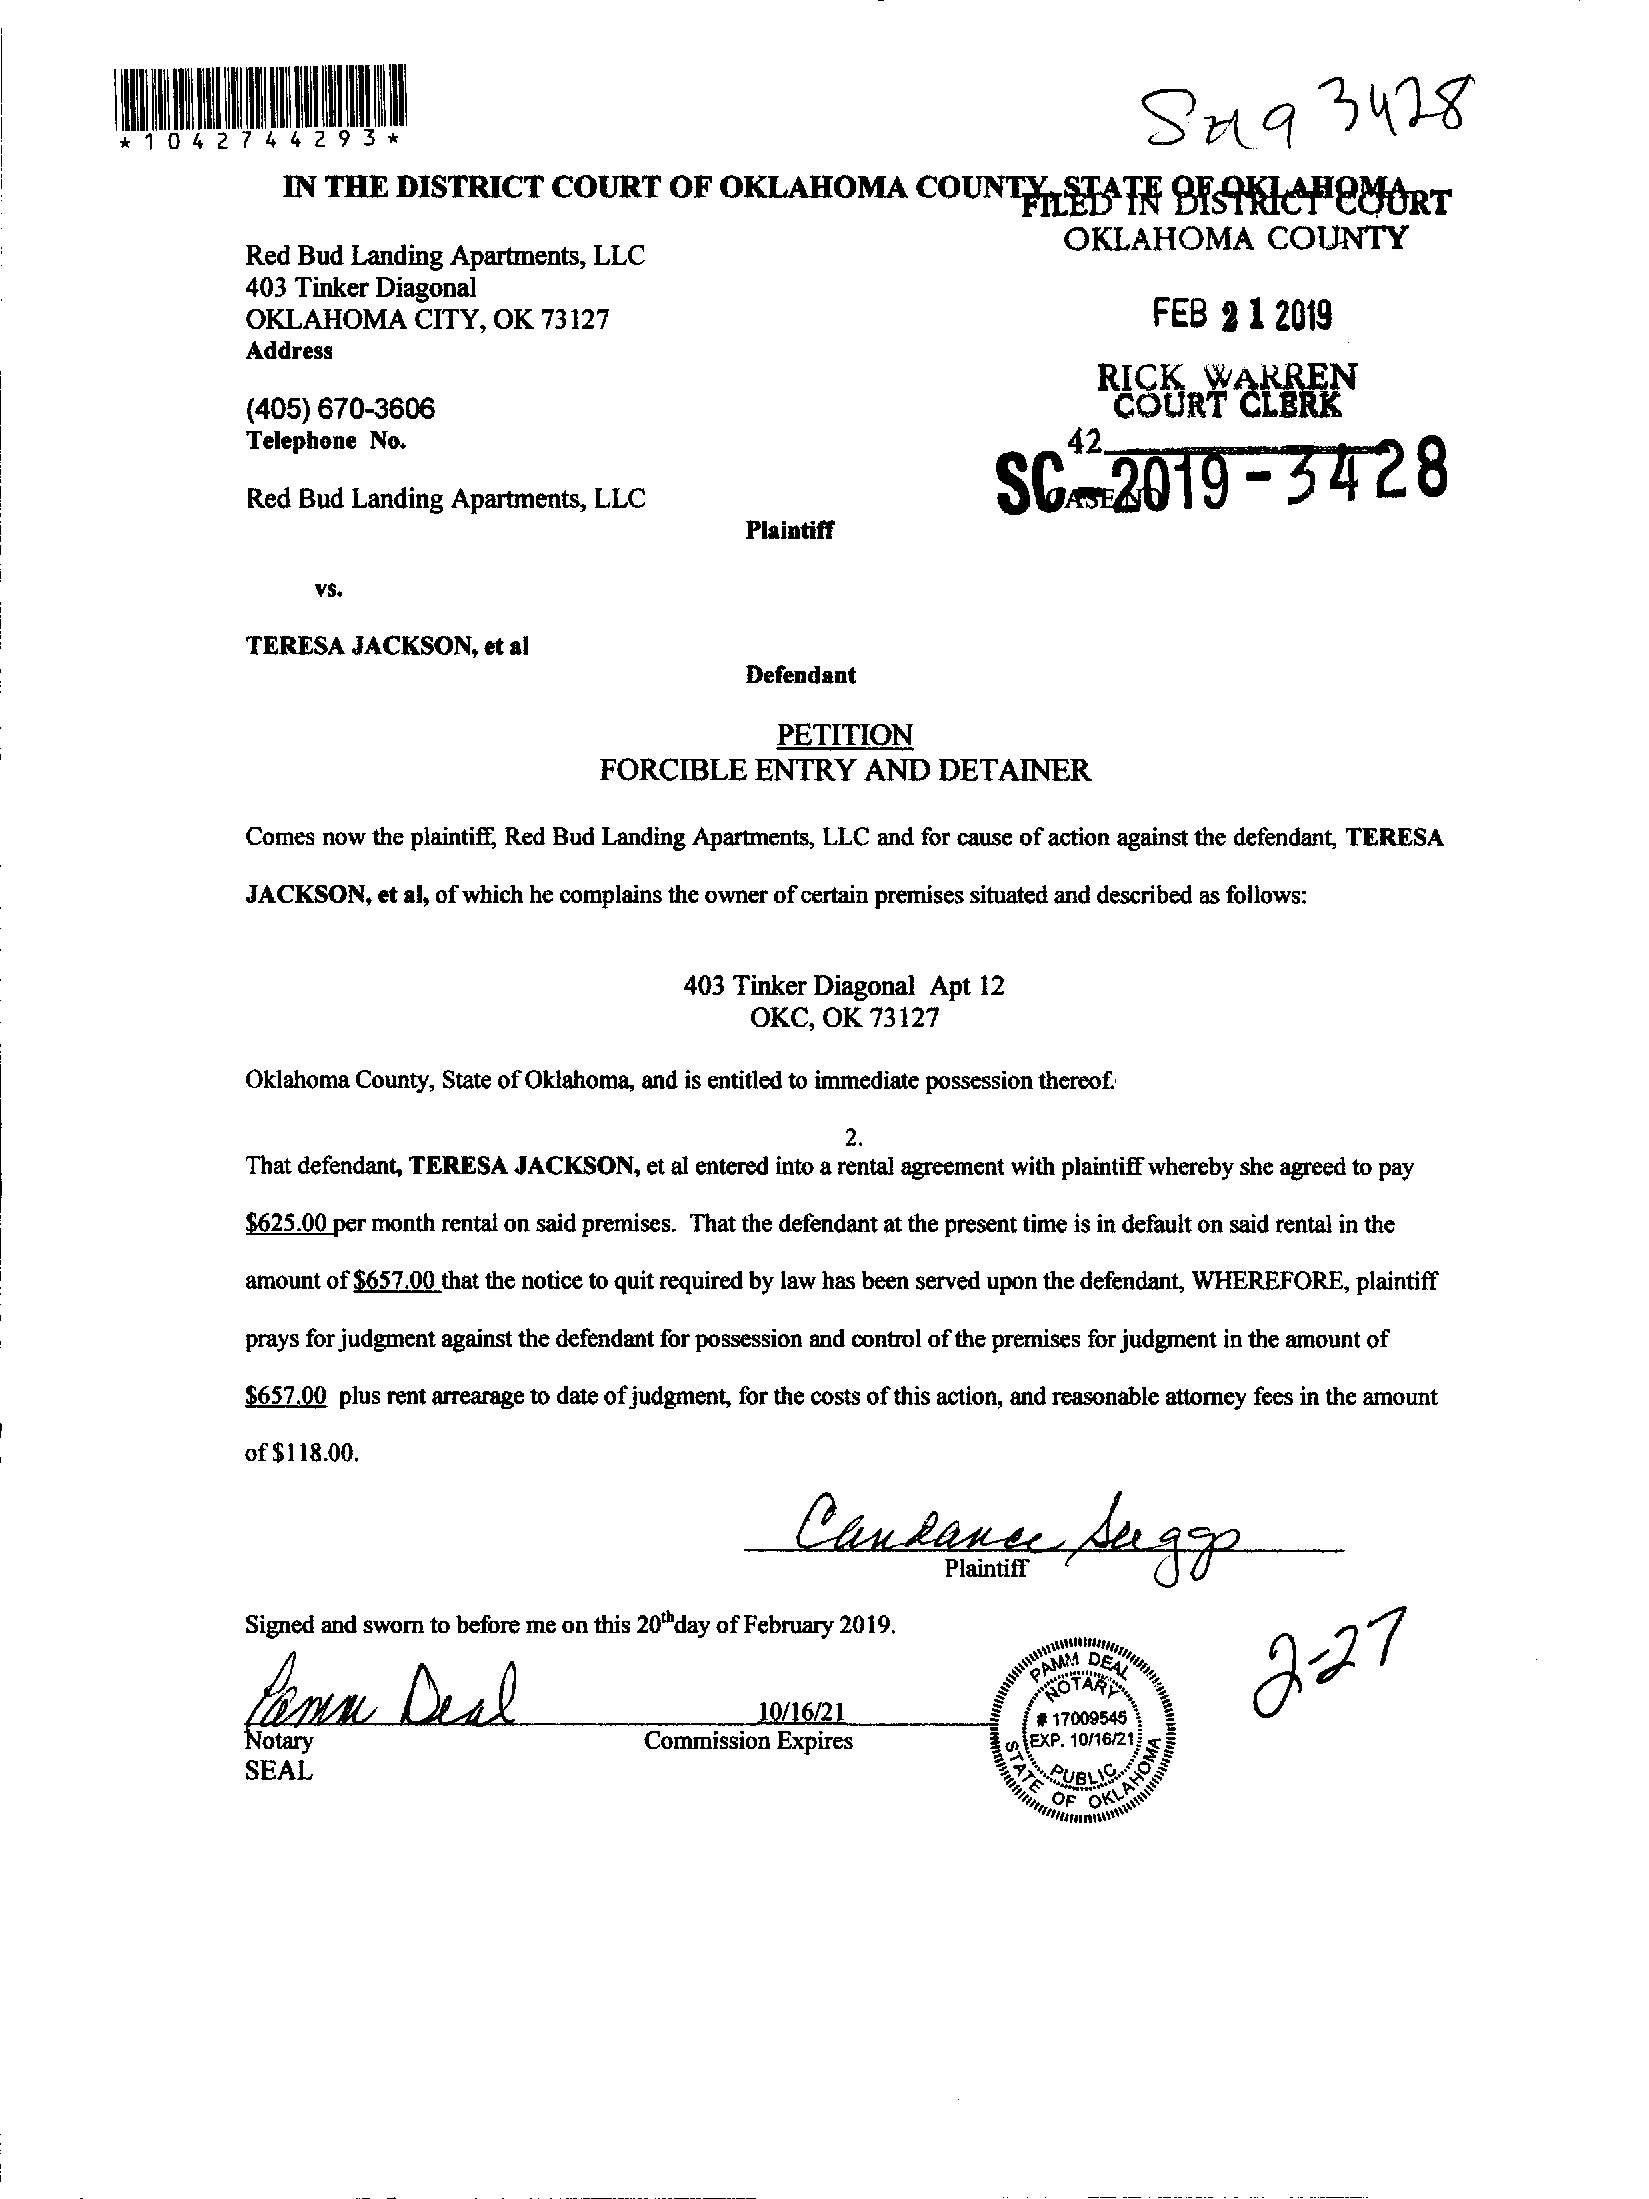 *1042744293*
3428
IN THE DISTRICT COURT OF OKLAHOMA COUNTY, STATE OF OKLAHOMA
FILED IN DISTRICT COURT
OKLAHOMA COUNTY
Red Bud Landing Apartments, LLC
403 Tinker Diagonal
OKLAHOMA CITY, OK 73127
Address
FEB 21 2019
RICK WARREN
COURT CLERK
(405) 670-3606
Telephone No.
42
SC-2019-3428
CASE NO
Red Bud Landing Apartments, LLC
Plaintiff
vs.
TERESA JACKSON, et al
Defendant
PETITION
FORCIBLE ENTRY AND DETAINER
Comes now the plaintiff, Red Bud Landing Apartments, LLC and for cause of action against the defendant, TERESA
JACKSON, et al, of which he complains the owner of certain premises situated and described as follows:
403 Tinker Diagonal Apt 12
OKC, OK 73127
Oklahoma County, State of Oklahoma, and is entitled to immediate possession thereof.
2.
That defendant, TERESA JACKSON, et al entered into a rental agreement with plaintiff whereby she agreed to pay
$625.00 per month rental on said premises. That the defendant at the present time is in default on said rental in the
amount of $657.00 that the notice to quit required by law has been served upon the defendant, WHEREFORE, plaintiff
prays for judgment against the defendant for possession and control of the premises for judgment in the amount of
$657.00 plus rent arrearage to date of judgment, for the costs of this action, and reasonable attorney fees in the amount
of $118.00.
Candance Suggs
Plaintiff
Signed and sworn to before me on this 20th day of February 2019.
2-27
Pamm Deal
10/16/21
Notary
Commission Expires
SEAL
PAMM DEAL
NOTARY
# 17009545
EXP. 10/16/21
PUBLIC
STATE OF OKLAHOMA